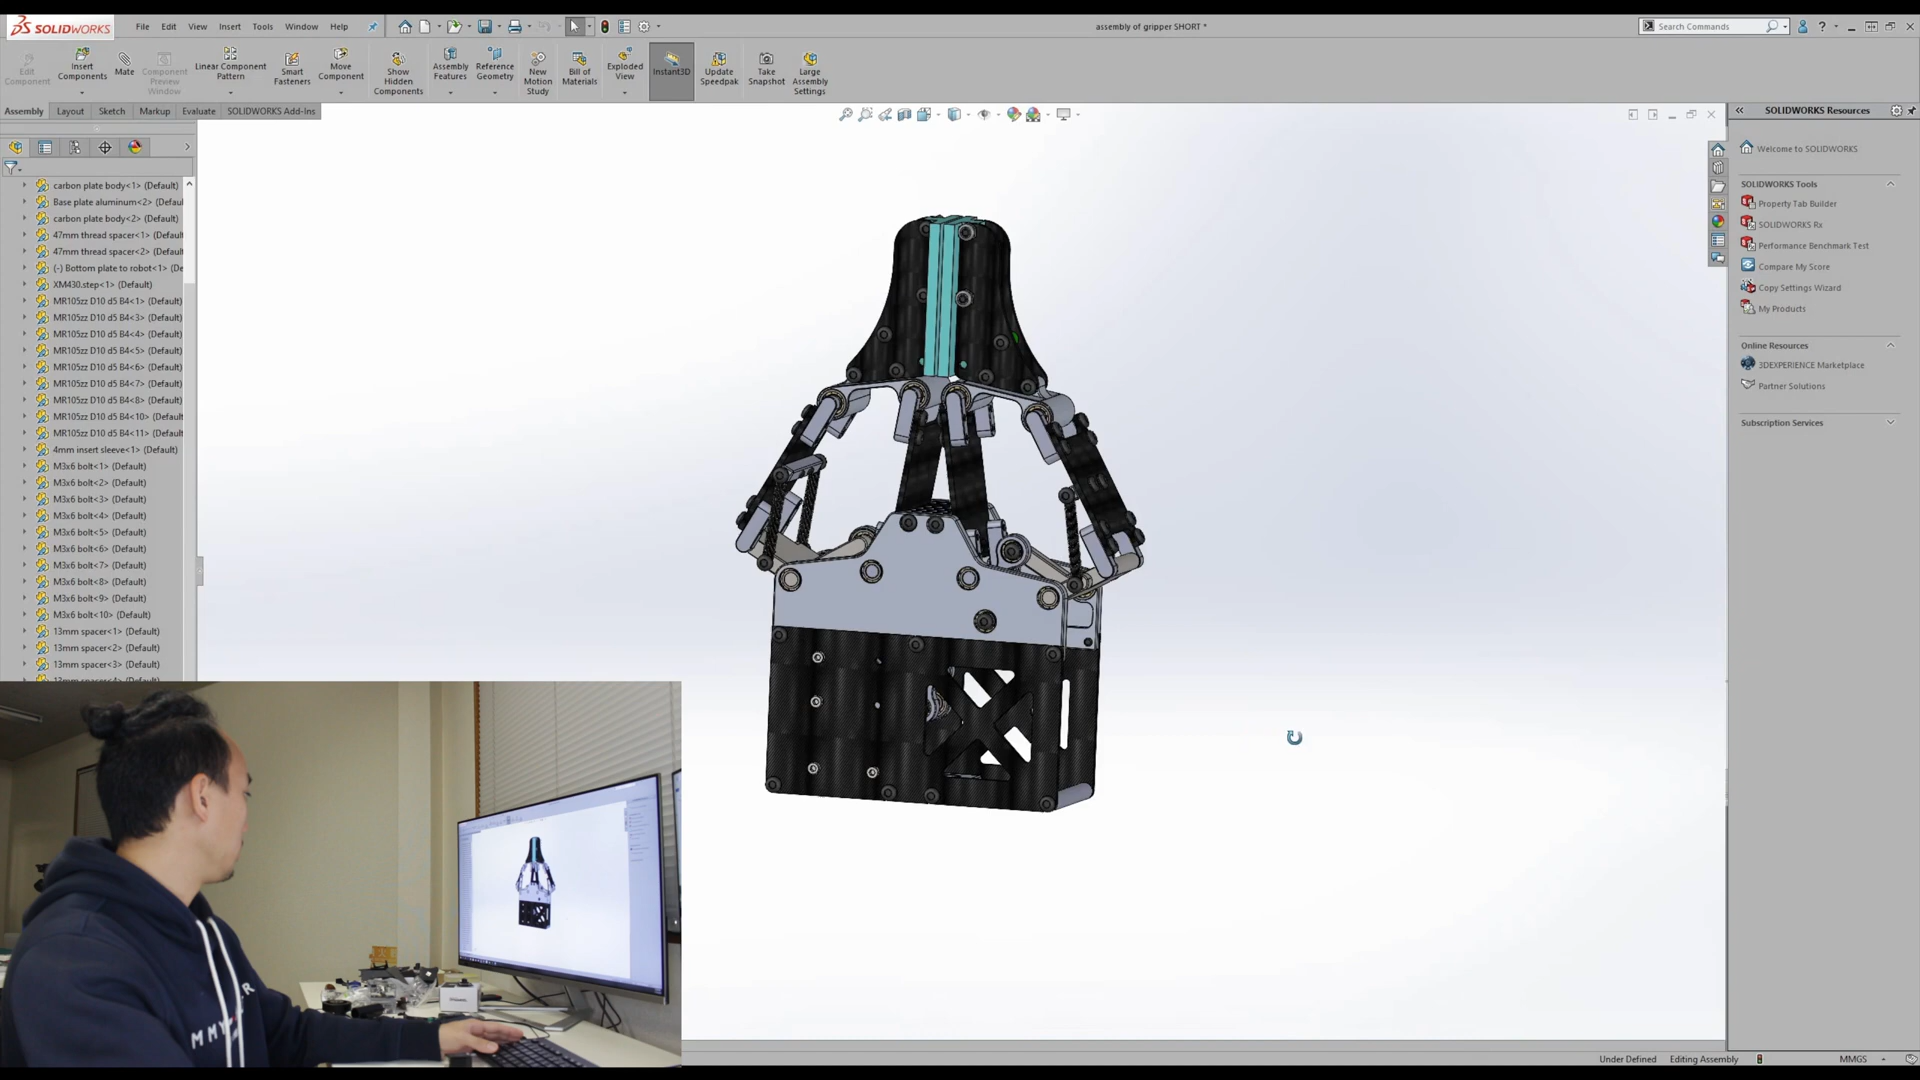 SOLIDWORKS
File Edit View Insert Tools Window Help
assembly of gripper SHORT *
Search Commands
Edit Component
Insert Components
Mate
Component Preview Window
Linear Component Pattern
Smart Fasteners
Move Component
Show Hidden Components
Assembly Features
Reference Geometry
New Motion Study
Bill of Materials
Exploded View
Instant3D
Update Speedpak
Take Snapshot
Large Assembly Settings
Assembly Layout Sketch Markup Evaluate SOLIDWORKS Add-Ins
carbon plate body<1> (Default)
Base plate aluminum<2> (Defaul
carbon plate body<2> (Default)
47mm thread spacer<1> (Default
47mm thread spacer<2> (Default
(-) Bottom plate to robot<1> (De
XM430.step<1> (Default)
MR105zz D10 d5 B4<1> (Default)
MR105zz D10 d5 B4<3> (Default)
MR105zz D10 d5 B4<4> (Default)
MR105zz D10 d5 B4<5> (Default)
MR105zz D10 d5 B4<6> (Default)
MR105zz D10 d5 B4<7> (Default)
MR105zz D10 d5 B4<8> (Default)
MR105zz D10 d5 B4<10> (Default
MR105zz D10 d5 B4<11> (Default
4mm insert sleeve<1> (Default)
M3x6 bolt<1> (Default)
M3x6 bolt<2> (Default)
M3x6 bolt<3> (Default)
M3x6 bolt<4> (Default)
M3x6 bolt<5> (Default)
M3x6 bolt<6> (Default)
M3x6 bolt<7> (Default)
M3x6 bolt<8> (Default)
M3x6 bolt<9> (Default)
M3x6 bolt<10> (Default)
13mm spacer<1> (Default)
13mm spacer<2> (Default)
13mm spacer<3> (Default)
13mm spacer<4> (Default)
SOLIDWORKS Resources
Welcome to SOLIDWORKS
SOLIDWORKS Tools
Property Tab Builder
SOLIDWORKS Rx
Performance Benchmark Test
Compare My Score
Copy Settings Wizard
My Products
Online Resources
3DEXPERIENCE Marketplace
Partner Solutions
Subscription Services
Under Defined Editing Assembly MMGS